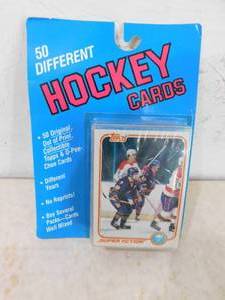 50
DIFFERENT
HOCKEY
CARDS
• 50 Original,
Out of Print,
Collectible
Topps & O-Pee-
Chee Cards
• Different
Years
• No Reprints!
• Buy Several
Packs—Cards
Well Mixed
Topps
SUPER ACTION